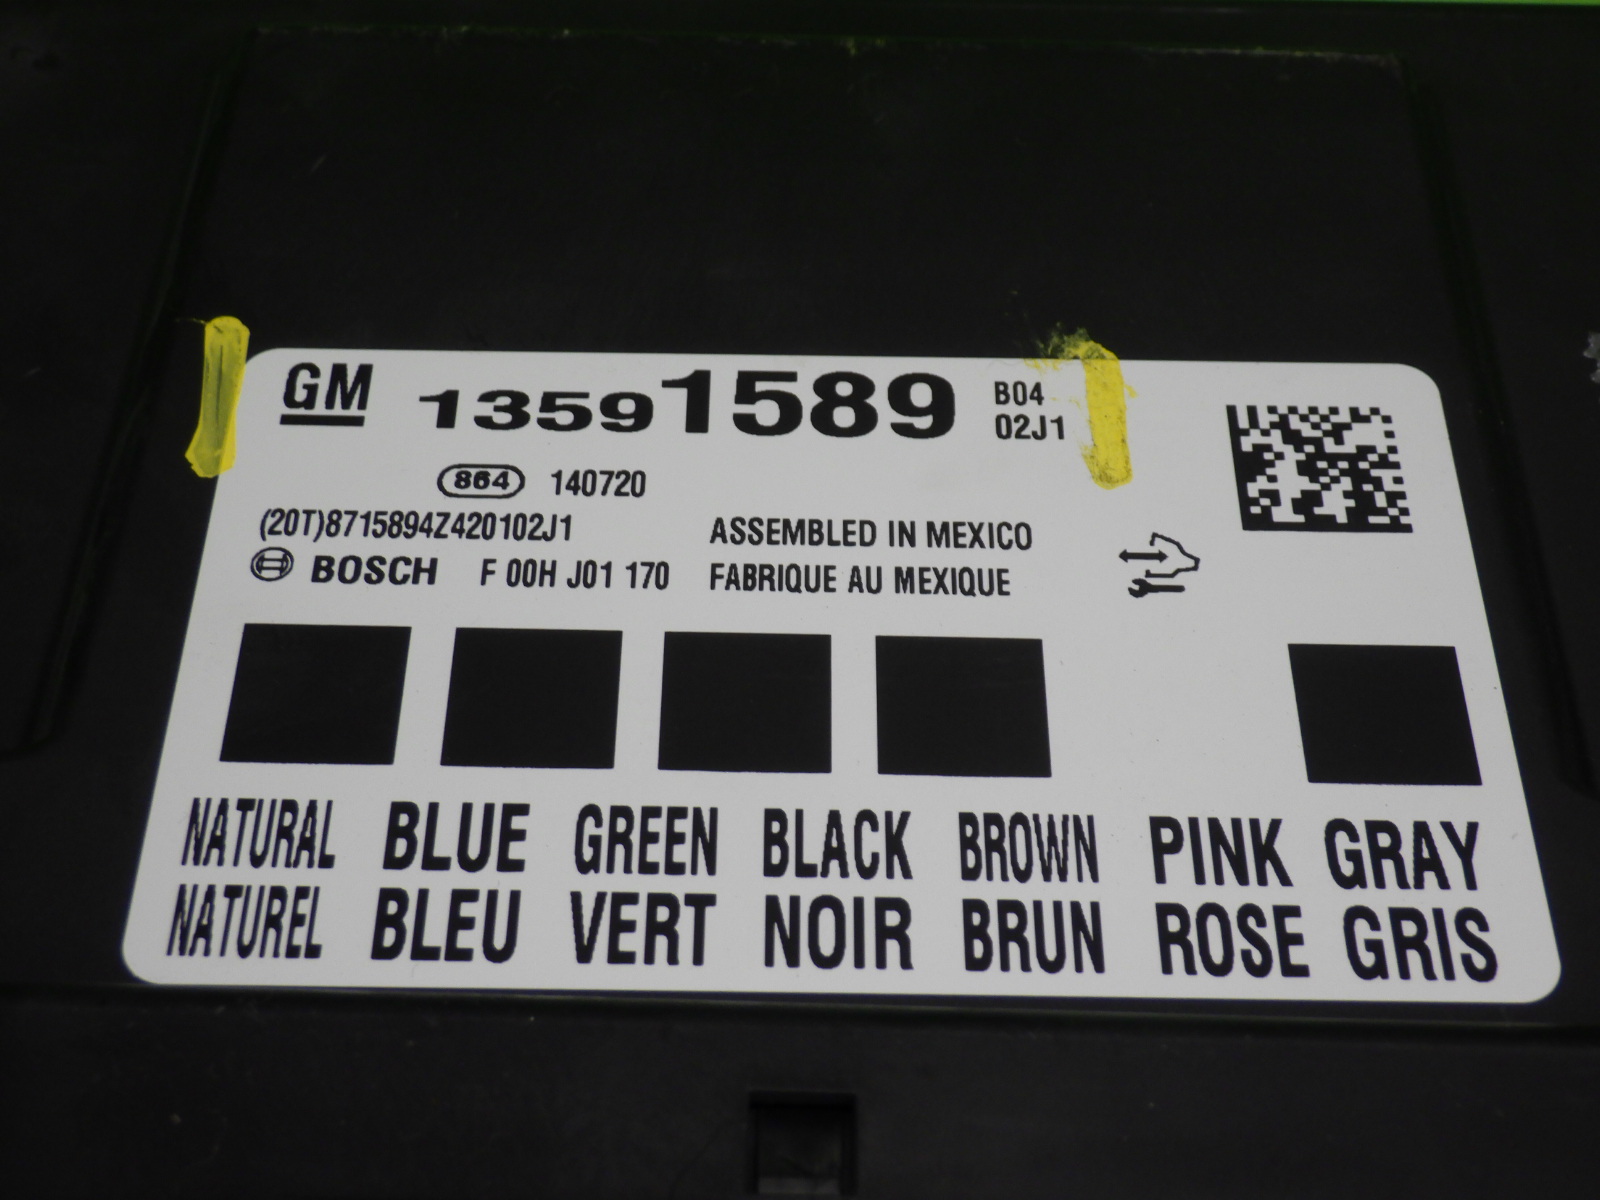 GM 13591589 B04
02J1
864 140720
(20T)8715894Z420102J1 ASSEMBLED IN MEXICO
BOSCH F 00H J01 170 FABRIQUE AU MEXIQUE
NATURAL BLUE GREEN BLACK BROWN PINK GRAY
NATUREL BLEU VERT NOIR BRUN ROSE GRIS